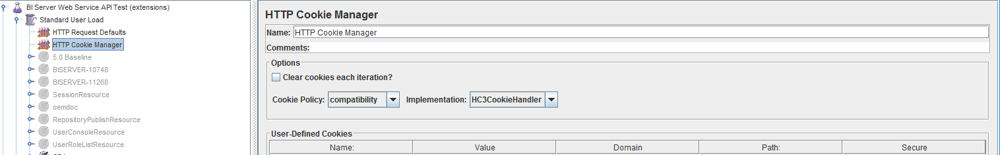 BI Server Web Service API Test (extensions)
Standard User Load
HTTP Request Defaults
HTTP Cookie Manager
5.0 Baseline
BISERVER-10748
BISERVER-11268
SessionResource
oemdoc
RepositoryPublishResource
UserConsoleResource
UserRoleListResource
HTTP Cookie Manager
Name: HTTP Cookie Manager
Comments:
Options
Clear cookies each iteration?
Cookie Policy: compatibility Implementation: HC3CookieHandler
User-Defined Cookies
Name: Value Domain Path: Secure